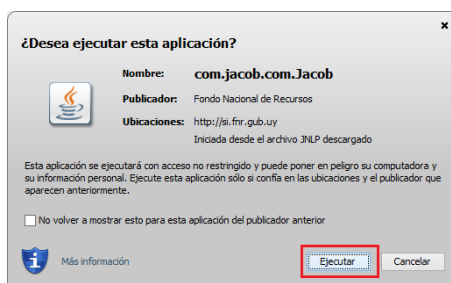 ¿Desea ejecutar esta aplicación?
Nombre: com.jacob.com.Jacob
Publicador: Fondo Nacional de Recursos
Ubicaciones: http://si.fnr.gub.uy
Iniciada desde el archivo JNLP descargado
Esta aplicación se ejecutará con acceso no restringido y puede poner en peligro su computadora y
su información personal. Ejecute esta aplicación sólo si confía en las ubicaciones y el publicador que
aparecen anteriormente.
No volver a mostrar esto para esta aplicación del publicador anterior
Más información
Ejecutar
Cancelar